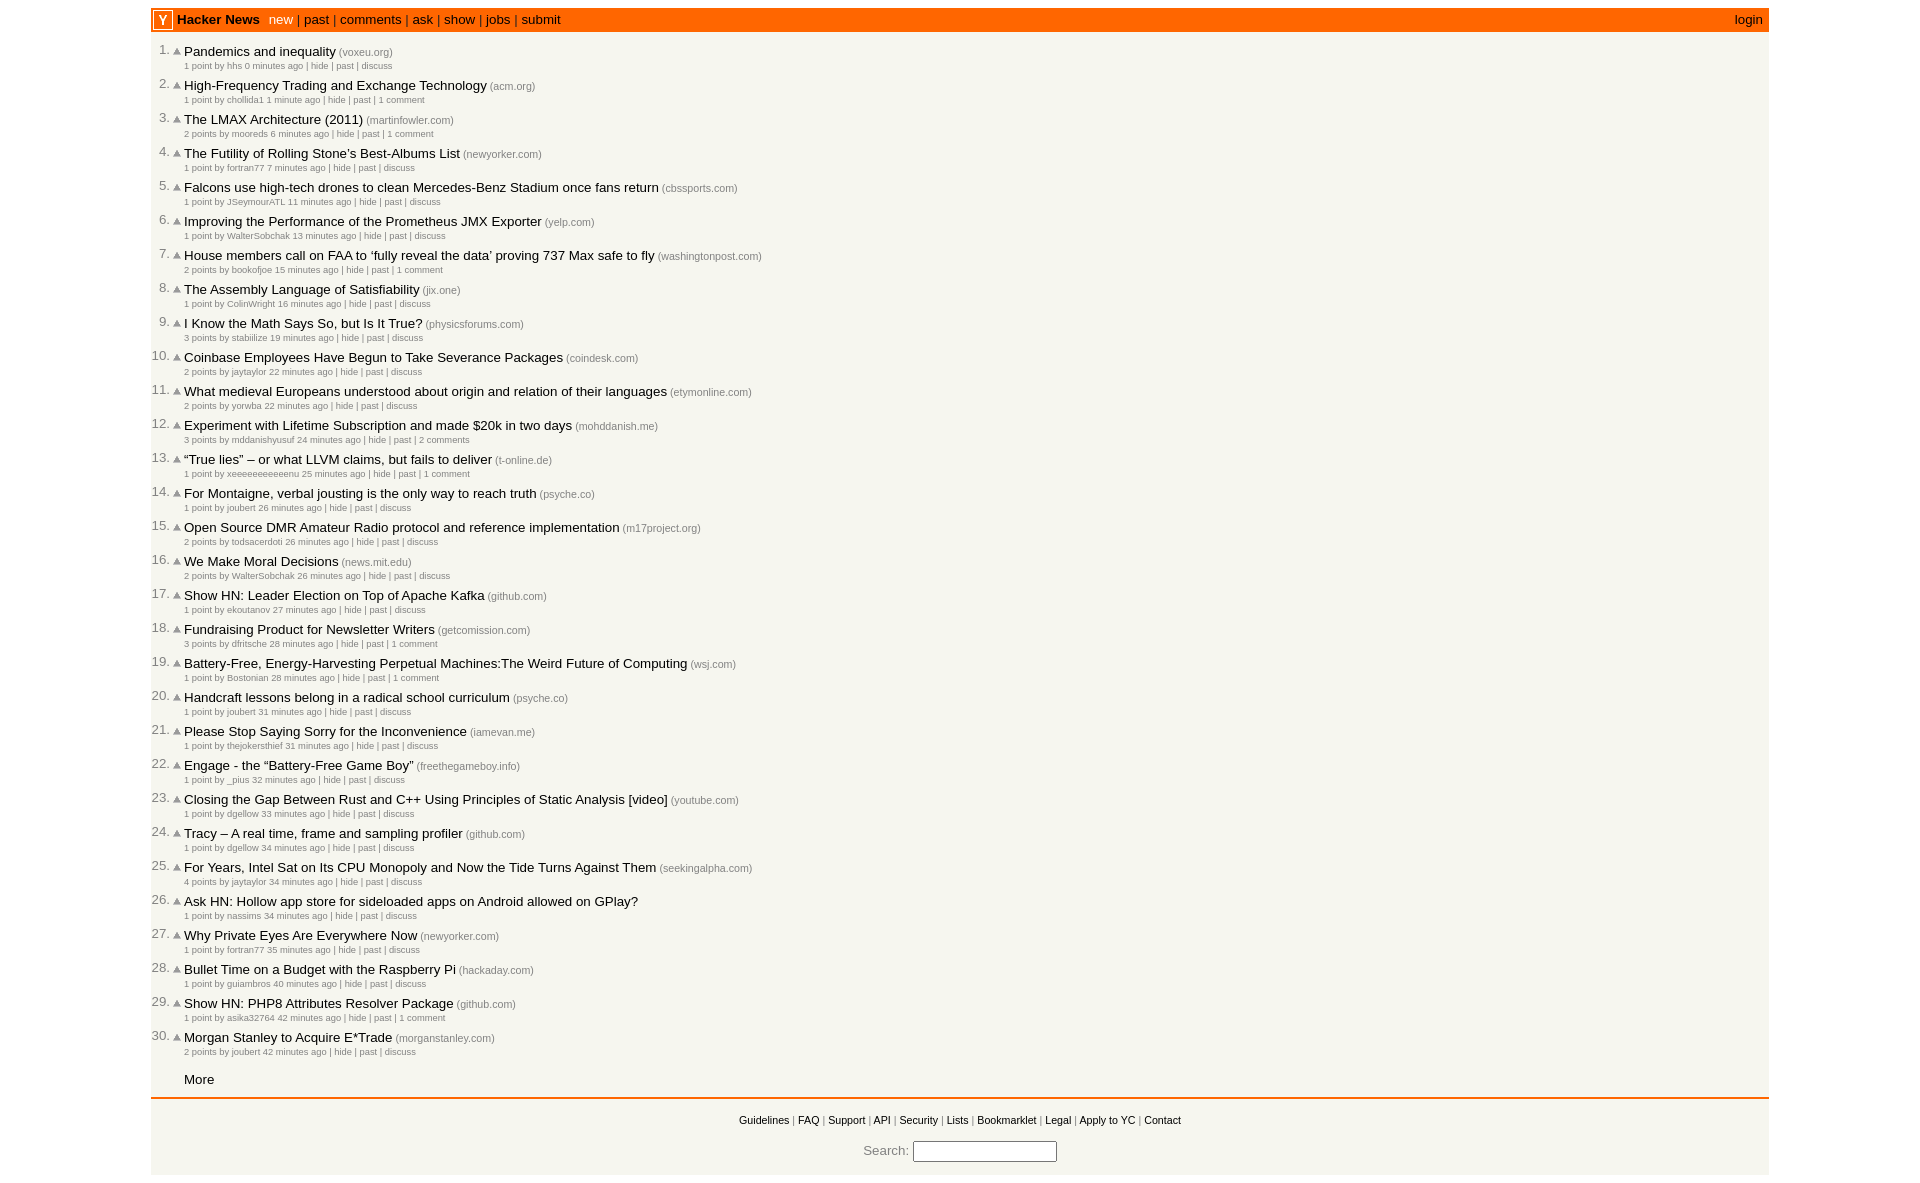 Y Hacker News new | past | comments | ask | show | jobs | submit login
1. Pandemics and inequality (voxeu.org)
1 point by hhs 0 minutes ago | hide | past | discuss
2. High-Frequency Trading and Exchange Technology (acm.org)
1 point by chollida1 1 minute ago | hide | past | 1 comment
3. The LMAX Architecture (2011) (martinfowler.com)
2 points by mooreds 6 minutes ago | hide | past | 1 comment
4. The Futility of Rolling Stone’s Best-Albums List (newyorker.com)
1 point by fortran77 7 minutes ago | hide | past | discuss
5. Falcons use high-tech drones to clean Mercedes-Benz Stadium once fans return (cbssports.com)
1 point by JSeymourATL 11 minutes ago | hide | past | discuss
6. Improving the Performance of the Prometheus JMX Exporter (yelp.com)
1 point by WalterSobchak 13 minutes ago | hide | past | discuss
7. House members call on FAA to ‘fully reveal the data’ proving 737 Max safe to fly (washingtonpost.com)
2 points by bookofjoe 15 minutes ago | hide | past | 1 comment
8. The Assembly Language of Satisfiability (jix.one)
1 point by ColinWright 16 minutes ago | hide | past | discuss
9. I Know the Math Says So, but Is It True? (physicsforums.com)
3 points by stabiilize 19 minutes ago | hide | past | discuss
10. Coinbase Employees Have Begun to Take Severance Packages (coindesk.com)
2 points by jaytaylor 22 minutes ago | hide | past | discuss
11. What medieval Europeans understood about origin and relation of their languages (etymonline.com)
2 points by yorwba 22 minutes ago | hide | past | discuss
12. Experiment with Lifetime Subscription and made $20k in two days (mohddanish.me)
3 points by mddanishyusuf 24 minutes ago | hide | past | 2 comments
13. “True lies” – or what LLVM claims, but fails to deliver (t-online.de)
1 point by xeeeeeeeeeeenu 25 minutes ago | hide | past | 1 comment
14. For Montaigne, verbal jousting is the only way to reach truth (psyche.co)
1 point by joubert 26 minutes ago | hide | past | discuss
15. Open Source DMR Amateur Radio protocol and reference implementation (m17project.org)
2 points by todsacerdoti 26 minutes ago | hide | past | discuss
16. We Make Moral Decisions (news.mit.edu)
2 points by WalterSobchak 26 minutes ago | hide | past | discuss
17. Show HN: Leader Election on Top of Apache Kafka (github.com)
1 point by ekoutanov 27 minutes ago | hide | past | discuss
18. Fundraising Product for Newsletter Writers (getcomission.com)
3 points by dfritsche 28 minutes ago | hide | past | 1 comment
19. Battery-Free, Energy-Harvesting Perpetual Machines:The Weird Future of Computing (wsj.com)
1 point by Bostonian 28 minutes ago | hide | past | 1 comment
20. Handcraft lessons belong in a radical school curriculum (psyche.co)
1 point by joubert 31 minutes ago | hide | past | discuss
21. Please Stop Saying Sorry for the Inconvenience (iamevan.me)
1 point by thejokersthief 31 minutes ago | hide | past | discuss
22. Engage - the “Battery-Free Game Boy” (freethegameboy.info)
1 point by _pius 32 minutes ago | hide | past | discuss
23. Closing the Gap Between Rust and C++ Using Principles of Static Analysis [video] (youtube.com)
1 point by dgellow 33 minutes ago | hide | past | discuss
24. Tracy – A real time, frame and sampling profiler (github.com)
1 point by dgellow 34 minutes ago | hide | past | discuss
25. For Years, Intel Sat on Its CPU Monopoly and Now the Tide Turns Against Them (seekingalpha.com)
4 points by jaytaylor 34 minutes ago | hide | past | discuss
26. Ask HN: Hollow app store for sideloaded apps on Android allowed on GPlay?
1 point by nassims 34 minutes ago | hide | past | discuss
27. Why Private Eyes Are Everywhere Now (newyorker.com)
1 point by fortran77 35 minutes ago | hide | past | discuss
28. Bullet Time on a Budget with the Raspberry Pi (hackaday.com)
1 point by guiambros 40 minutes ago | hide | past | discuss
29. Show HN: PHP8 Attributes Resolver Package (github.com)
1 point by asika32764 42 minutes ago | hide | past | 1 comment
30. Morgan Stanley to Acquire E*Trade (morganstanley.com)
2 points by joubert 42 minutes ago | hide | past | discuss
More
Guidelines | FAQ | Support | API | Security | Lists | Bookmarklet | Legal | Apply to YC | Contact
Search: